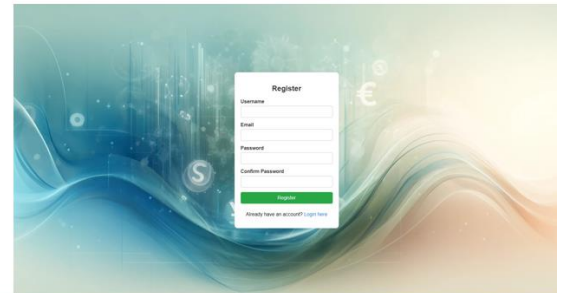 Register
Username
Email
Password
Confirm Password
Register
Already have an account? Login here